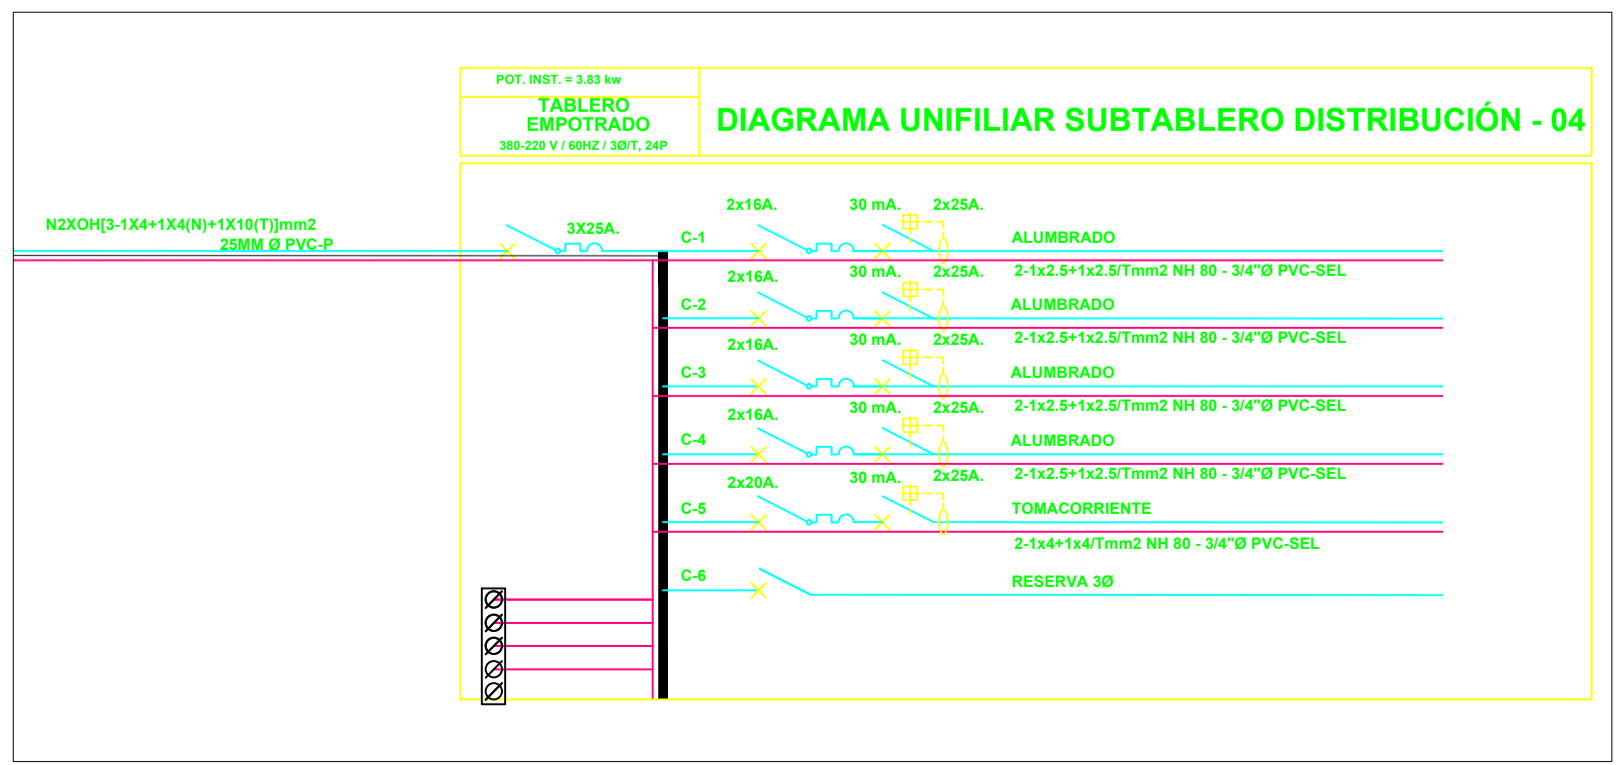 POT. INST. = 3.83 kw
TABLERO
EMPOTRADO
380-220 V / 60HZ / 3Ø/T, 24P
DIAGRAMA UNIFILIAR SUBTABLERO DISTRIBUCIÓN - 04
N2XOH[3-1X4+1X4(N)+1X10(T)]mm2
25MM Ø PVC-P
3X25A.
2x16A. 30 mA. 2x25A.
C-1 ALUMBRADO
2-1x2.5+1x2.5/Tmm2 NH 80 - 3/4"Ø PVC-SEL
2x16A. 30 mA. 2x25A.
C-2 ALUMBRADO
2-1x2.5+1x2.5/Tmm2 NH 80 - 3/4"Ø PVC-SEL
2x16A. 30 mA. 2x25A.
C-3 ALUMBRADO
2-1x2.5+1x2.5/Tmm2 NH 80 - 3/4"Ø PVC-SEL
2x16A. 30 mA. 2x25A.
C-4 ALUMBRADO
2-1x2.5+1x2.5/Tmm2 NH 80 - 3/4"Ø PVC-SEL
2x20A. 30 mA. 2x25A.
C-5 TOMACORRIENTE
2-1x4+1x4/Tmm2 NH 80 - 3/4"Ø PVC-SEL
C-6 RESERVA 3Ø